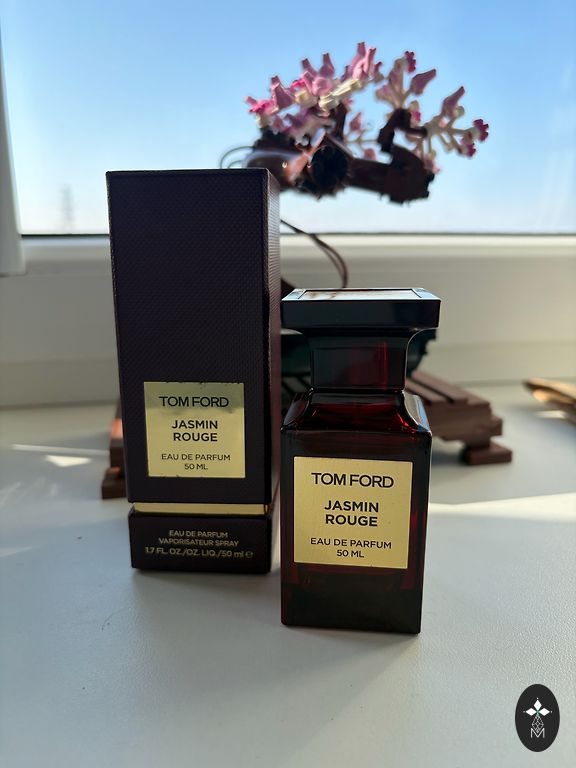 TOM FORD
JASMIN
ROUGE
EAU DE PARFUM
50 ML
EAU DE PARFUM
VAPORISATEUR SPRAY
1.7 FL. OZ./OZ. LIQ./50 ml ℮
TOM FORD
JASMIN
ROUGE
EAU DE PARFUM
50 ML
M